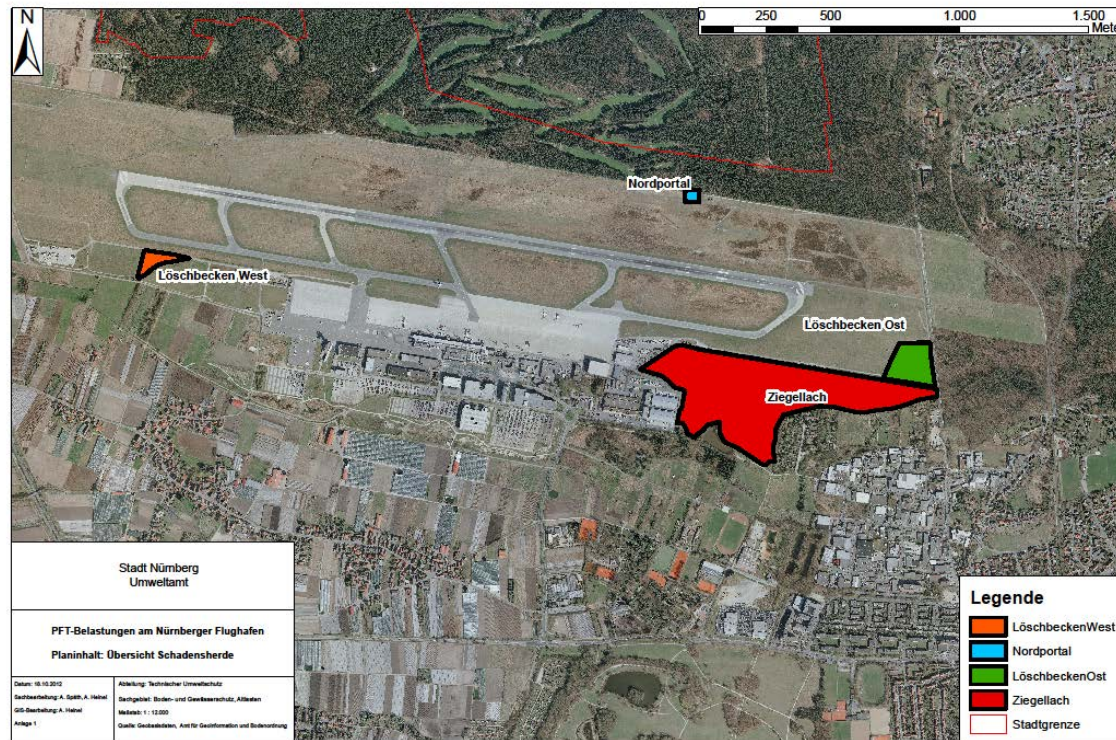 N
0 250 500 1.000 1.500
Mete
Nordportal
Löschbecken West
Löschbecken Ost
Ziegellach
Stadt Nürnberg
Umweltamt
PFT-Belastungen am Nürnberger Flughafen
Planinhalt: Übersicht Schadensherde
Datum: 16.10.2012
Sachbearbeitung: A. Späth, A. Heinel
GIS-Bearbeitung: A. Heinel
Anlage 1
Abteilung: Technischer Umweltschutz
Sachgebiet: Boden- und Gewässerschutz, Altlasten
Maßstab: 1 : 12.000
Quelle: Geobasisdaten, Amt für Geoinformation und Bodenordnung
Legende
LöschbeckenWest
Nordportal
LöschbeckenOst
Ziegellach
Stadtgrenze